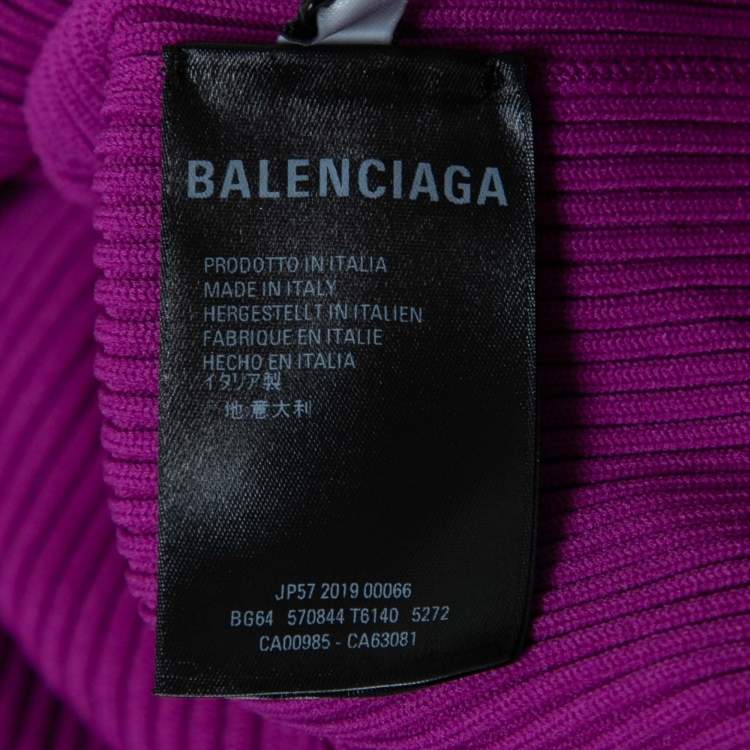 BALENCIAGA
PRODOTTO IN ITALIA
MADE IN ITALY
HERGESTELLT IN ITALIEN
FABRIQUE EN ITALIE
HECHO EN ITALIA
イタリア製
地:意大利
JP57 2019 00066
BG64 570844 T6140 5272
CA00985 - CA63081